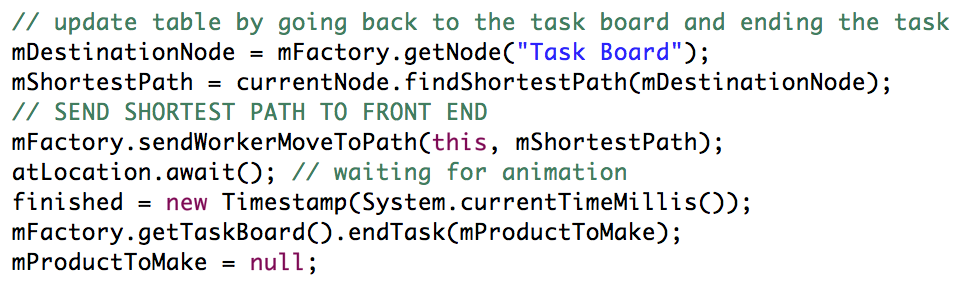 // update table by going back to the task board and ending the task
mDestinationNode = mFactory.getNode("Task Board");
mShortestPath = currentNode.findShortestPath(mDestinationNode);
// SEND SHORTEST PATH TO FRONT END
mFactory.sendWorkerMoveToPath(this, mShortestPath);
atLocation.await(); // waiting for animation
finished = new Timestamp(System.currentTimeMillis());
mFactory.getTaskBoard().endTask(mProductToMake);
mProductToMake = null;